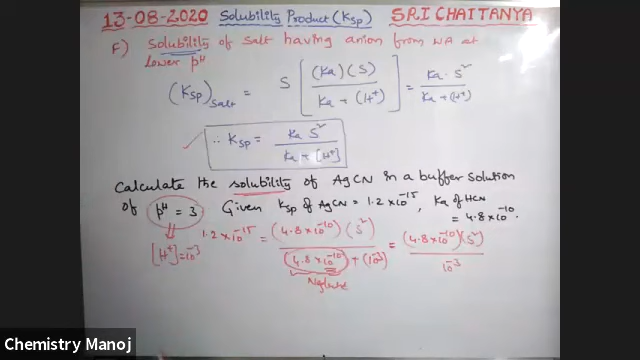 13-08-2020 Solubility Product (Ksp) SRI CHAITANYA
F) Solubility of salt having anion from WA at
lower pH
(Ksp)Salt = S [ (Ka)(S) / Ka + (H⁺) ] = Ka · S² / Ka + (H⁺)
∴ Ksp = Ka S² / Ka + [H⁺]
Calculate the solubility of AgCN in a buffer solution
of pH = 3 Given Ksp of AgCN = 1.2×10⁻¹⁵, Ka of HCN
= 4.8×10⁻¹⁰.
[H⁺] = 10⁻³ 1.2×10⁻¹⁵ = (4.8×10⁻¹⁰)(S²) / (4.8×10⁻¹⁰) + (10⁻³) = (4.8×10⁻¹⁰)(S²) / 10⁻³
Chemistry Manoj